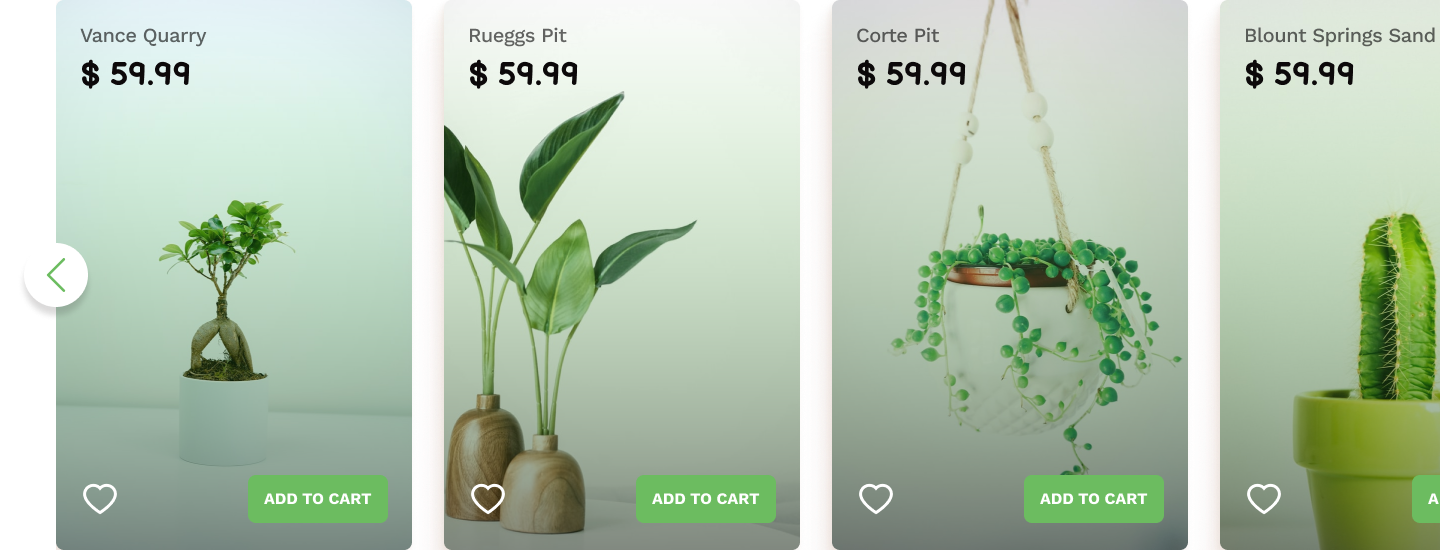 Vance Quarry
$ 59.99
ADD TO CART
Rueggs Pit
$ 59.99
ADD TO CART
Corte Pit
$ 59.99
ADD TO CART
Blount Springs Sand
$ 59.99